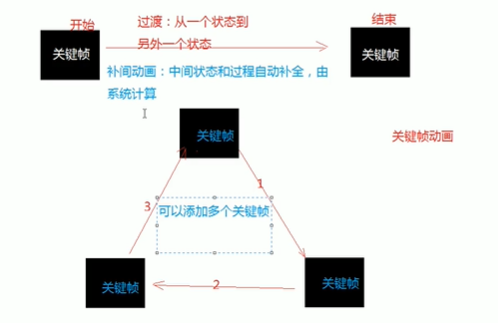 开始
过渡：从一个状态到
另外一个状态
结束
关键帧
关键帧
补间动画：中间状态和过程自动补全，由
系统计算
关键帧
关键帧动画
1
3
可以添加多个关键帧
关键帧
2
关键帧